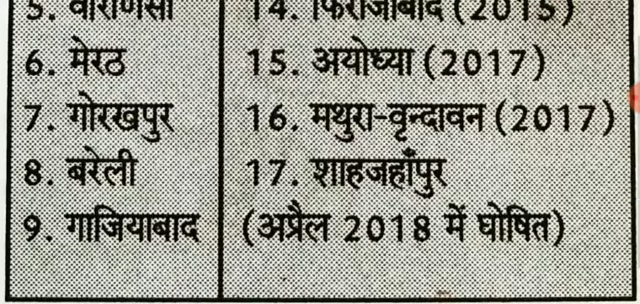 5. वाराणसी
6. मेरठ
7. गोरखपुर
8. बरेली
9. गाजियाबाद
14. फिरोजाबाद (2015)
15. अयोध्या (2017)
16. मथुरा-वृन्दावन (2017)
17. शाहजहाँपुर
(अप्रैल 2018 में घोषित)